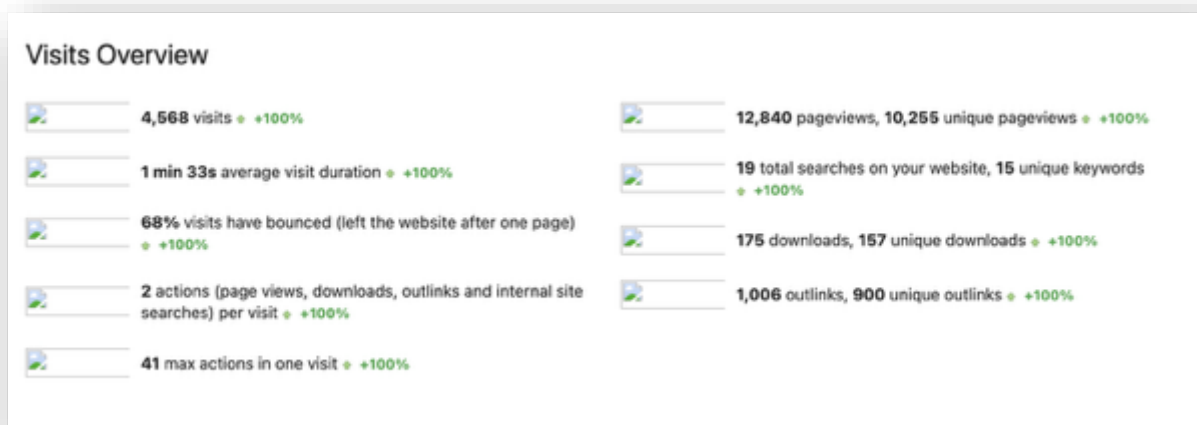 Visits Overview
4,568 visits +100%
1 min 33s average visit duration +100%
68% visits have bounced (left the website after one page)
+100%
2 actions (page views, downloads, outlinks and internal site
searches) per visit +100%
41 max actions in one visit +100%
12,840 pageviews, 10,255 unique pageviews +100%
19 total searches on your website, 15 unique keywords
+100%
175 downloads, 157 unique downloads +100%
1,006 outlinks, 900 unique outlinks +100%